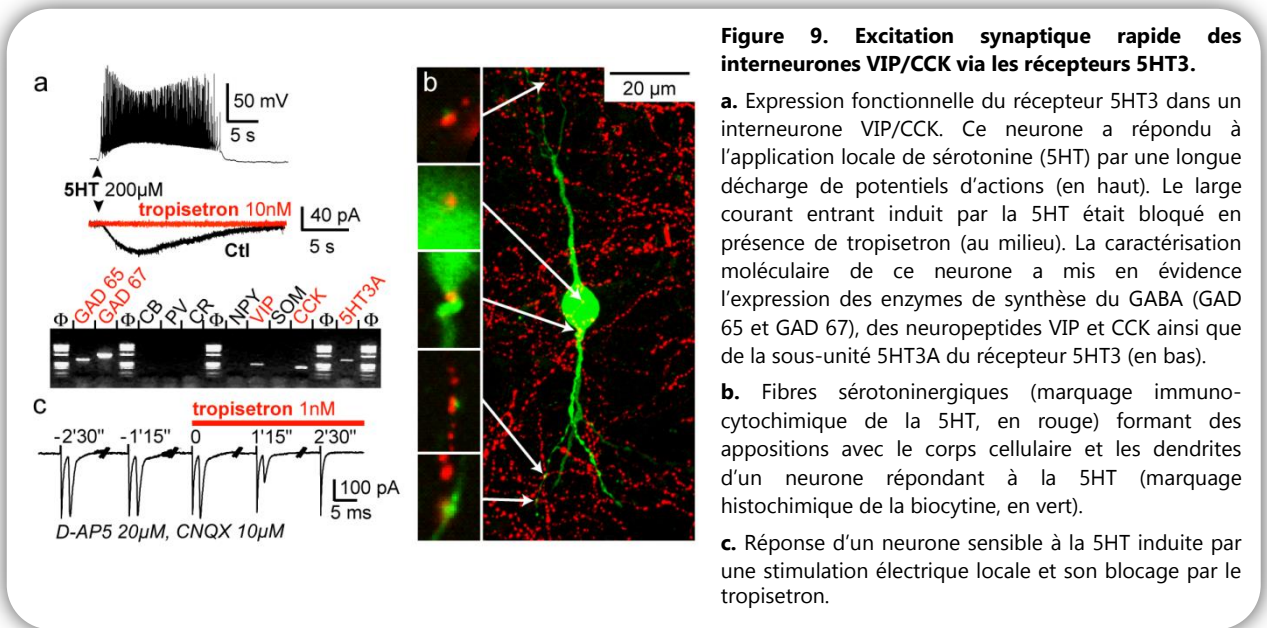 a
50 mV
5 s
5HT 200µM
tropisetron 10nM
40 pA
5 s
Ctl
Φ GAD 65 GAD 67 Φ CB PV CR Φ NPY VIP SOM CCK Φ 5HT3A Φ
c
tropisetron 1nM
-2'30" -1'15" 0 1'15" 2'30"
100 pA
5 ms
D-AP5 20µM, CNQX 10µM
b
20 µm
Figure 9. Excitation synaptique rapide des
interneurones VIP/CCK via les récepteurs 5HT3.
a. Expression fonctionnelle du récepteur 5HT3 dans un
interneurone VIP/CCK. Ce neurone a répondu à
l'application locale de sérotonine (5HT) par une longue
décharge de potentiels d'actions (en haut). Le large
courant entrant induit par la 5HT était bloqué en
présence de tropisetron (au milieu). La caractérisation
moléculaire de ce neurone a mis en évidence
l'expression des enzymes de synthèse du GABA (GAD
65 et GAD 67), des neuropeptides VIP et CCK ainsi que
de la sous-unité 5HT3A du récepteur 5HT3 (en bas).
b. Fibres sérotoninergiques (marquage immuno-
cytochimique de la 5HT, en rouge) formant des
appositions avec le corps cellulaire et les dendrites
d'un neurone répondant à la 5HT (marquage
histochimique de la biocytine, en vert).
c. Réponse d'un neurone sensible à la 5HT induite par
une stimulation électrique locale et son blocage par le
tropisetron.